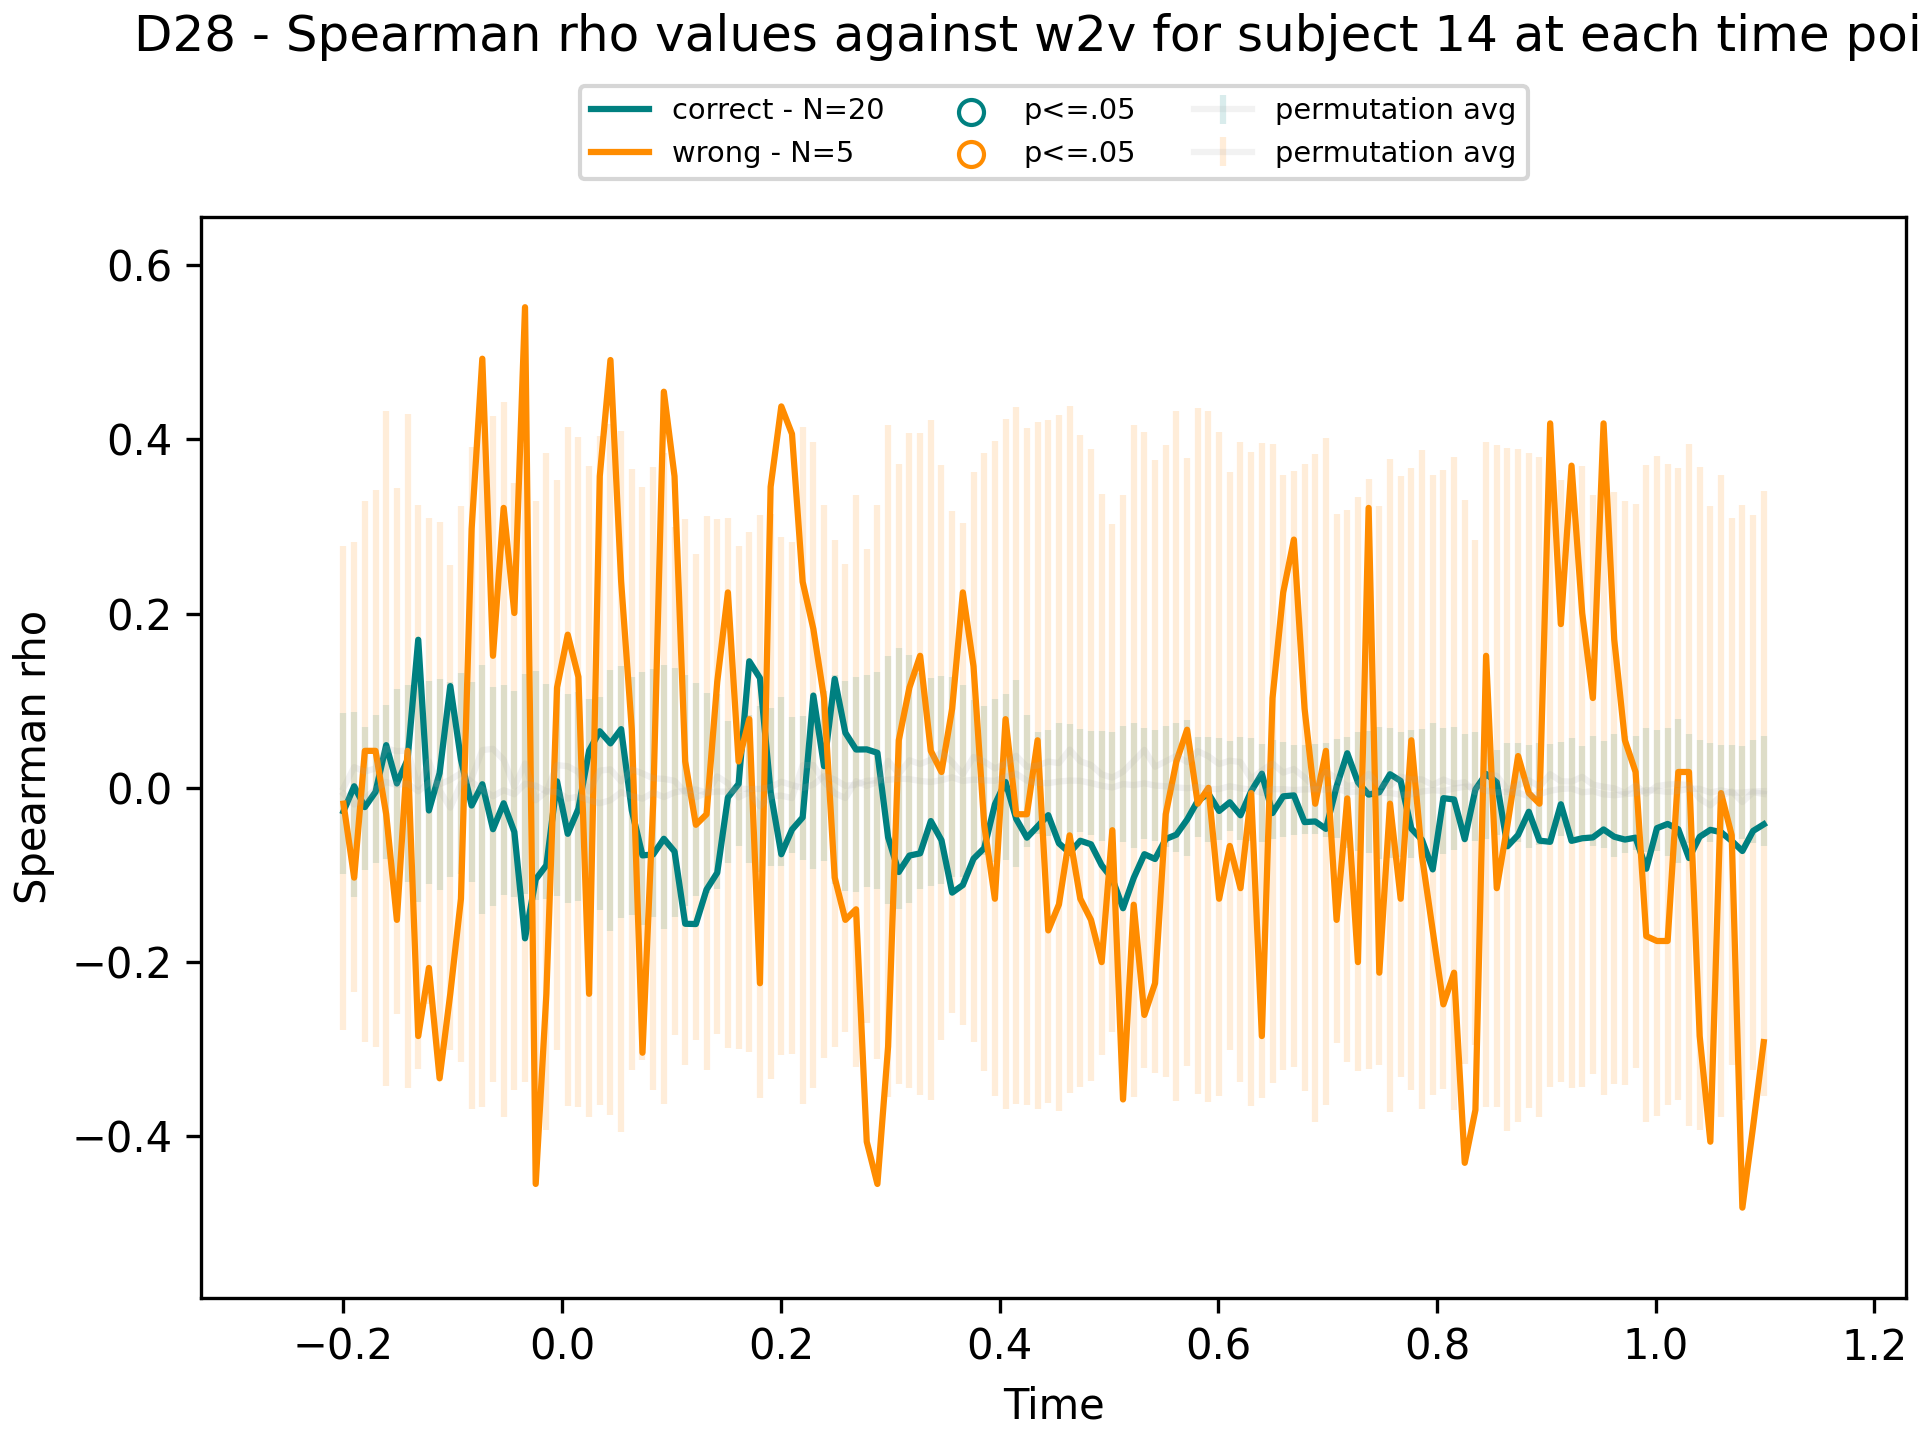 D28 - Spearman rho values against w2v for subject 14 at each time poi
correct - N=20 p<=.05 permutation avg
wrong - N=5 p<=.05 permutation avg
0.6
0.4
0.2
0.0
−0.2
−0.4
Spearman rho
−0.2 0.0 0.2 0.4 0.6 0.8 1.0 1.2
Time